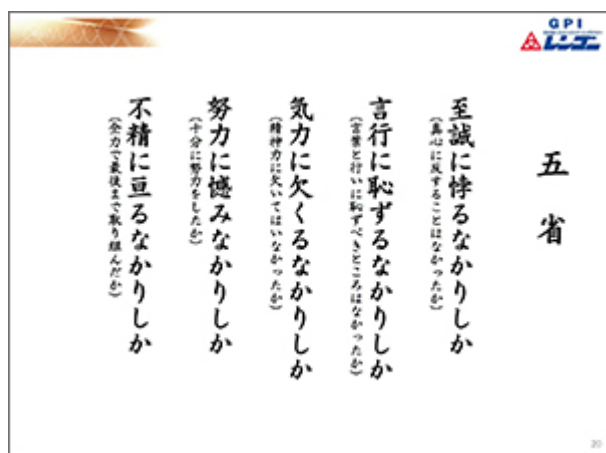 GPI
レンゴー
五省
至誠に悖るなかりしか
(真心に反することはなかったか)
言行に恥ずるなかりしか
(言葉と行いに恥ずべきところはなかったか)
気力に欠くるなかりしか
(精神力に欠いてはいなかったか)
努力に憾みなかりしか
(十分に努力をしたか)
不精に亘るなかりしか
(全力で最後まで取り組んだか)
20